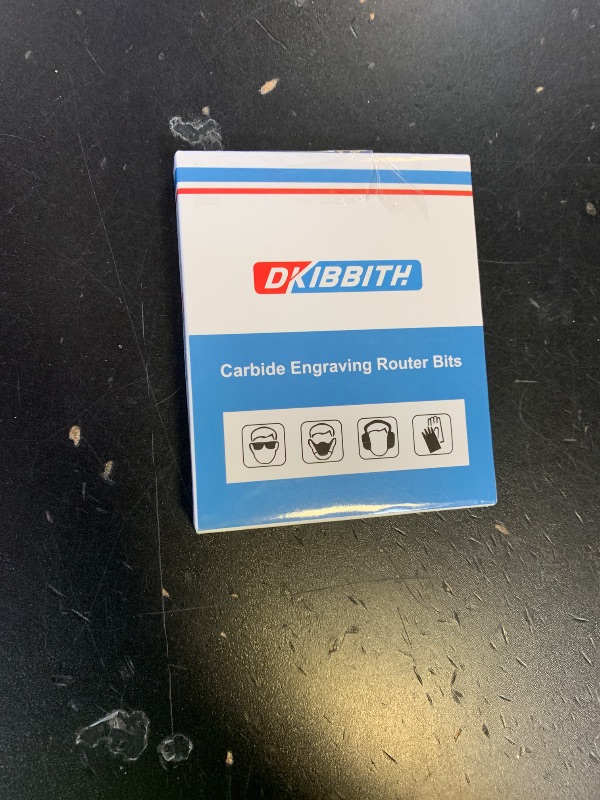 DKIBBITH
Carbide Engraving Router Bits